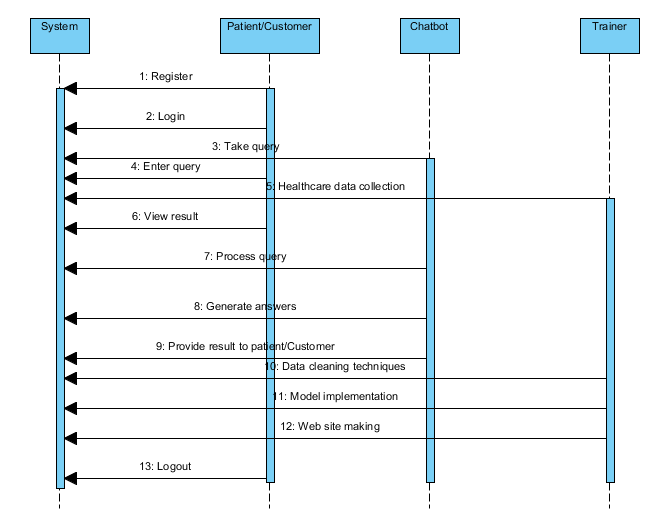 System
Patient/Customer
Chatbot
Trainer
1: Register
2: Login
3: Take query
4: Enter query
5: Healthcare data collection
6: View result
7: Process query
8: Generate answers
9: Provide result to patient/Customer
10: Data cleaning techniques
11: Model implementation
12: Web site making
13: Logout